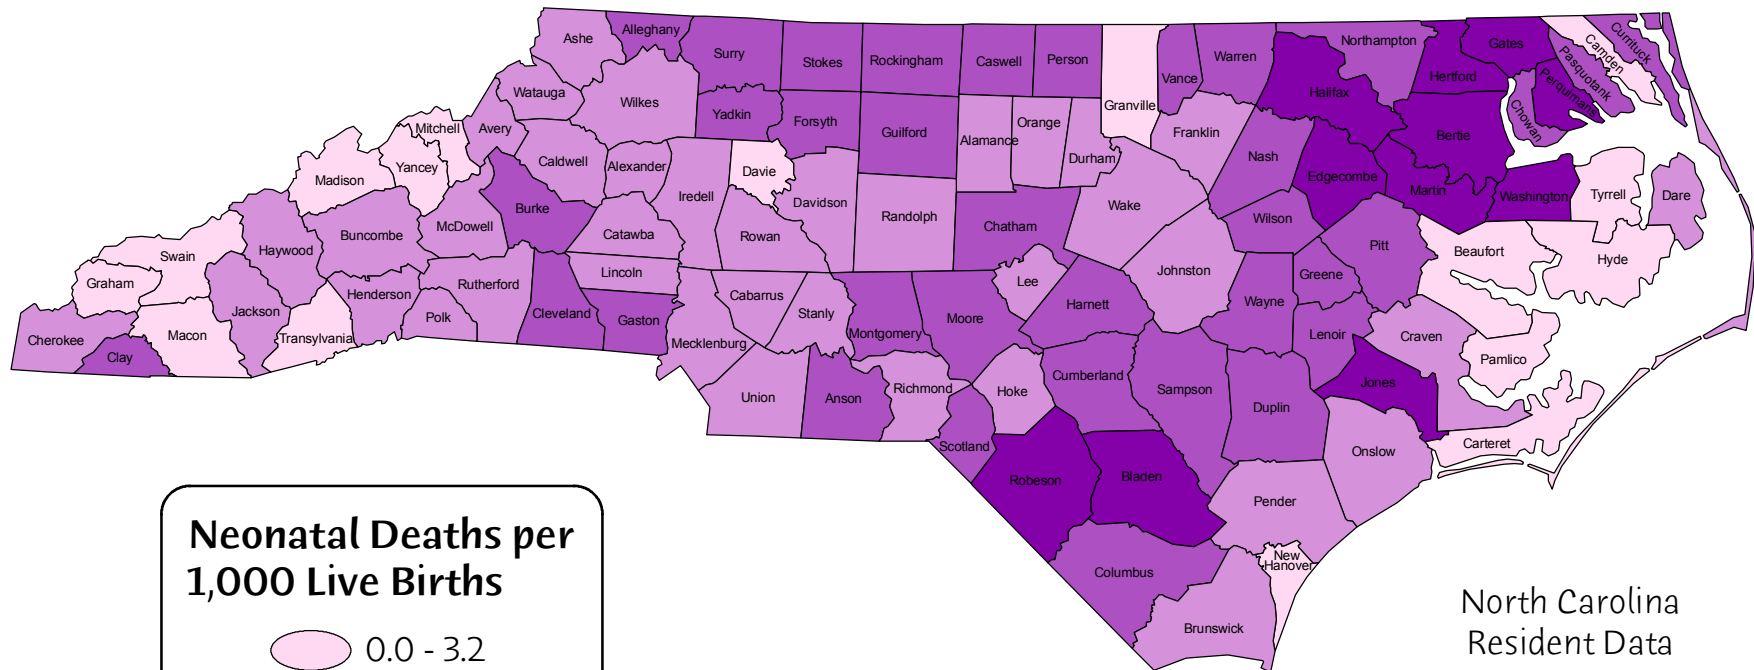 Ashe
Alleghany
Surry
Stokes
Rockingham
Caswell
Person
Granville
Vance
Warren
Northampton
Hertford
Gates
Camden
Currituck
Pasquotank
Perquimans
Chowan
Watauga
Wilkes
Yadkin
Forsyth
Guilford
Alamance
Orange
Durham
Franklin
Halifax
Bertie
Mitchell
Avery
Caldwell
Alexander
Iredell
Davie
Davidson
Randolph
Chatham
Wake
Nash
Edgecombe
Martin
Washington
Tyrrell
Dare
Madison
Yancey
Burke
McDowell
Catawba
Rowan
Wilson
Pitt
Beaufort
Hyde
Swain
Haywood
Buncombe
Graham
Jackson
Henderson
Rutherford
Polk
Cleveland
Lincoln
Gaston
Cabarrus
Stanly
Montgomery
Moore
Lee
Harnett
Johnston
Wayne
Greene
Lenoir
Craven
Pamlico
Cherokee
Clay
Macon
Transylvania
Mecklenburg
Union
Anson
Richmond
Hoke
Cumberland
Sampson
Duplin
Jones
Carteret
Scotland
Robeson
Bladen
Onslow
Pender
Columbus
New
Hanover
Brunswick
Neonatal Deaths per
1,000 Live Births
0.0 - 3.2
North Carolina
Resident Data